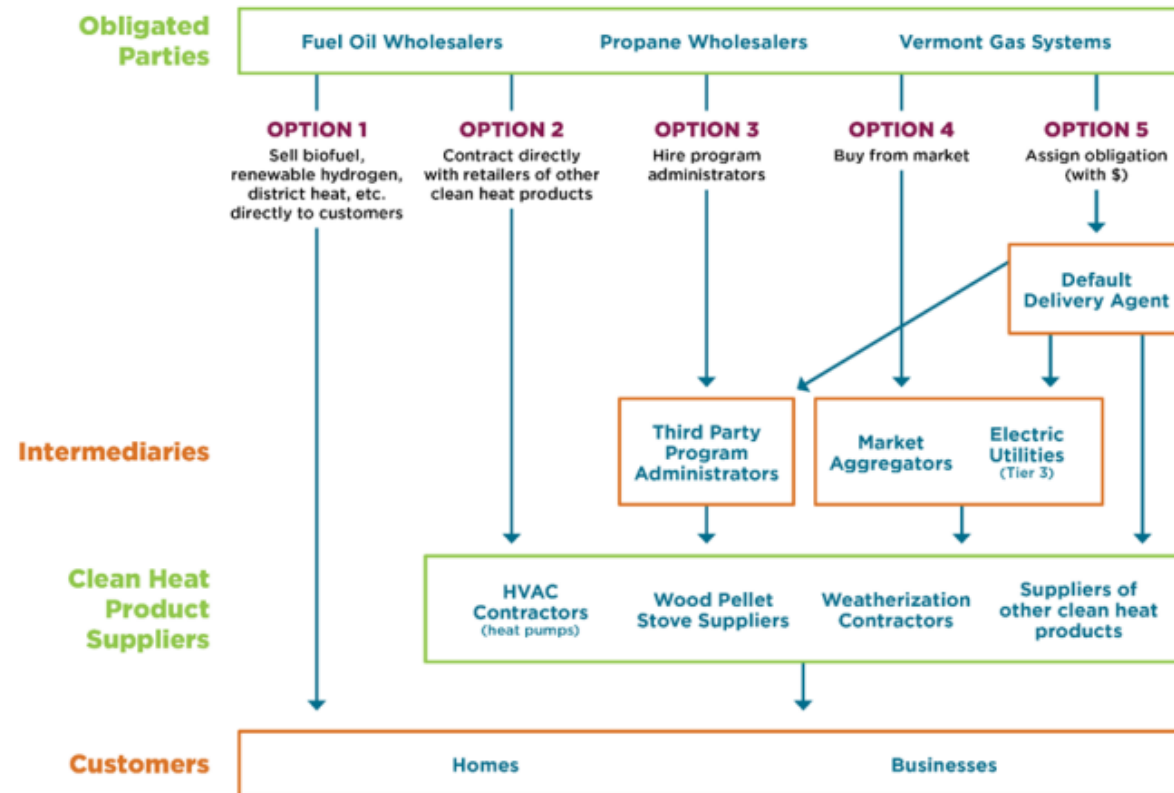 Obligated
Parties
Fuel Oil Wholesalers
Propane Wholesalers
Vermont Gas Systems
OPTION 1
Sell biofuel,
renewable hydrogen,
district heat, etc.
directly to customers
OPTION 2
Contract directly
with retailers of other
clean heat products
OPTION 3
Hire program
administrators
OPTION 4
Buy from market
OPTION 5
Assign obligation
(with $)
Default
Delivery Agent
Intermediaries
Third Party
Program
Administrators
Market
Aggregators
Electric
Utilities
(Tier 3)
Clean Heat
Product
Suppliers
HVAC
Contractors
(heat pumps)
Wood Pellet
Stove Suppliers
Weatherization
Contractors
Suppliers of
other clean heat
products
Customers
Homes
Businesses